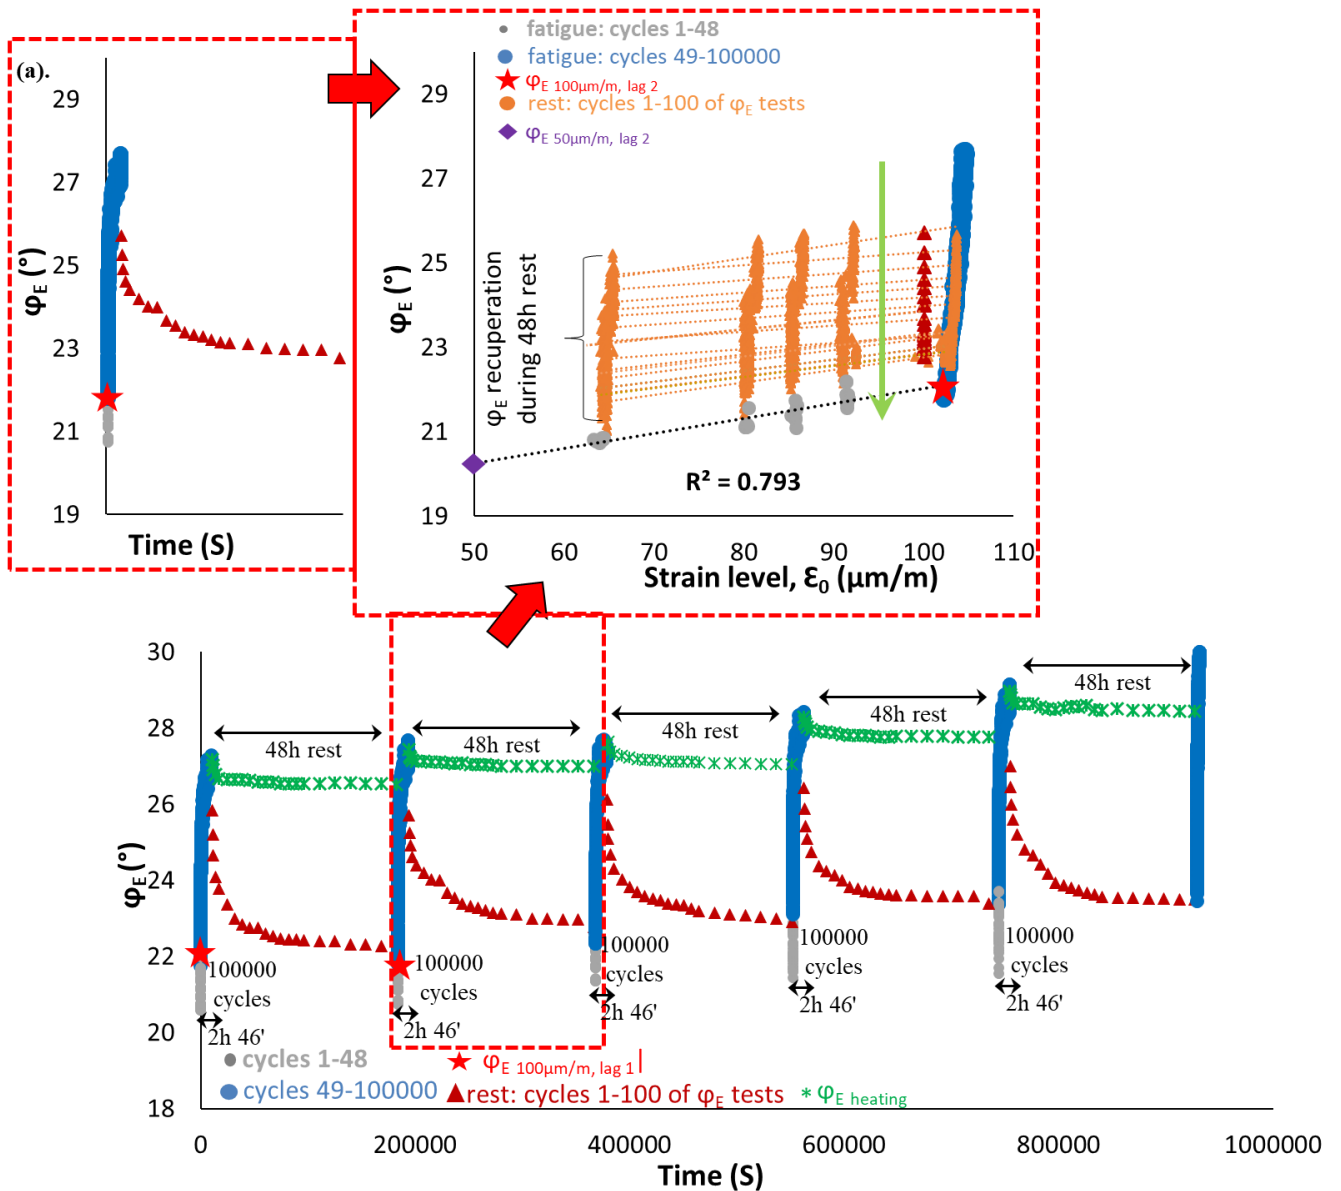 (a).
29
27
25
23
21
19
φE (°)
Time (S)
fatigue: cycles 1-48
fatigue: cycles 49-100000
φE 100µm/m, lag 2
rest: cycles 1-100 of φE tests
φE 50µm/m, lag 2
29
27
25
23
21
19
φE (°)
φE recuperation
during 48h rest
R² = 0.793
50 60 70 80 90 100 110
Strain level, Ɛ0 (µm/m)
30
28
26
24
22
20
18
φE (°)
48h rest
48h rest
48h rest
48h rest
48h rest
100000
cycles
2h 46'
100000
cycles
2h 46'
100000
cycles
2h 46'
100000
cycles
2h 46'
100000
cycles
2h 46'
cycles 1-48
φE 100µm/m, lag 1
cycles 49-100000
rest: cycles 1-100 of φE tests
φE heating
0 200000 400000 600000 800000 1000000
Time (S)